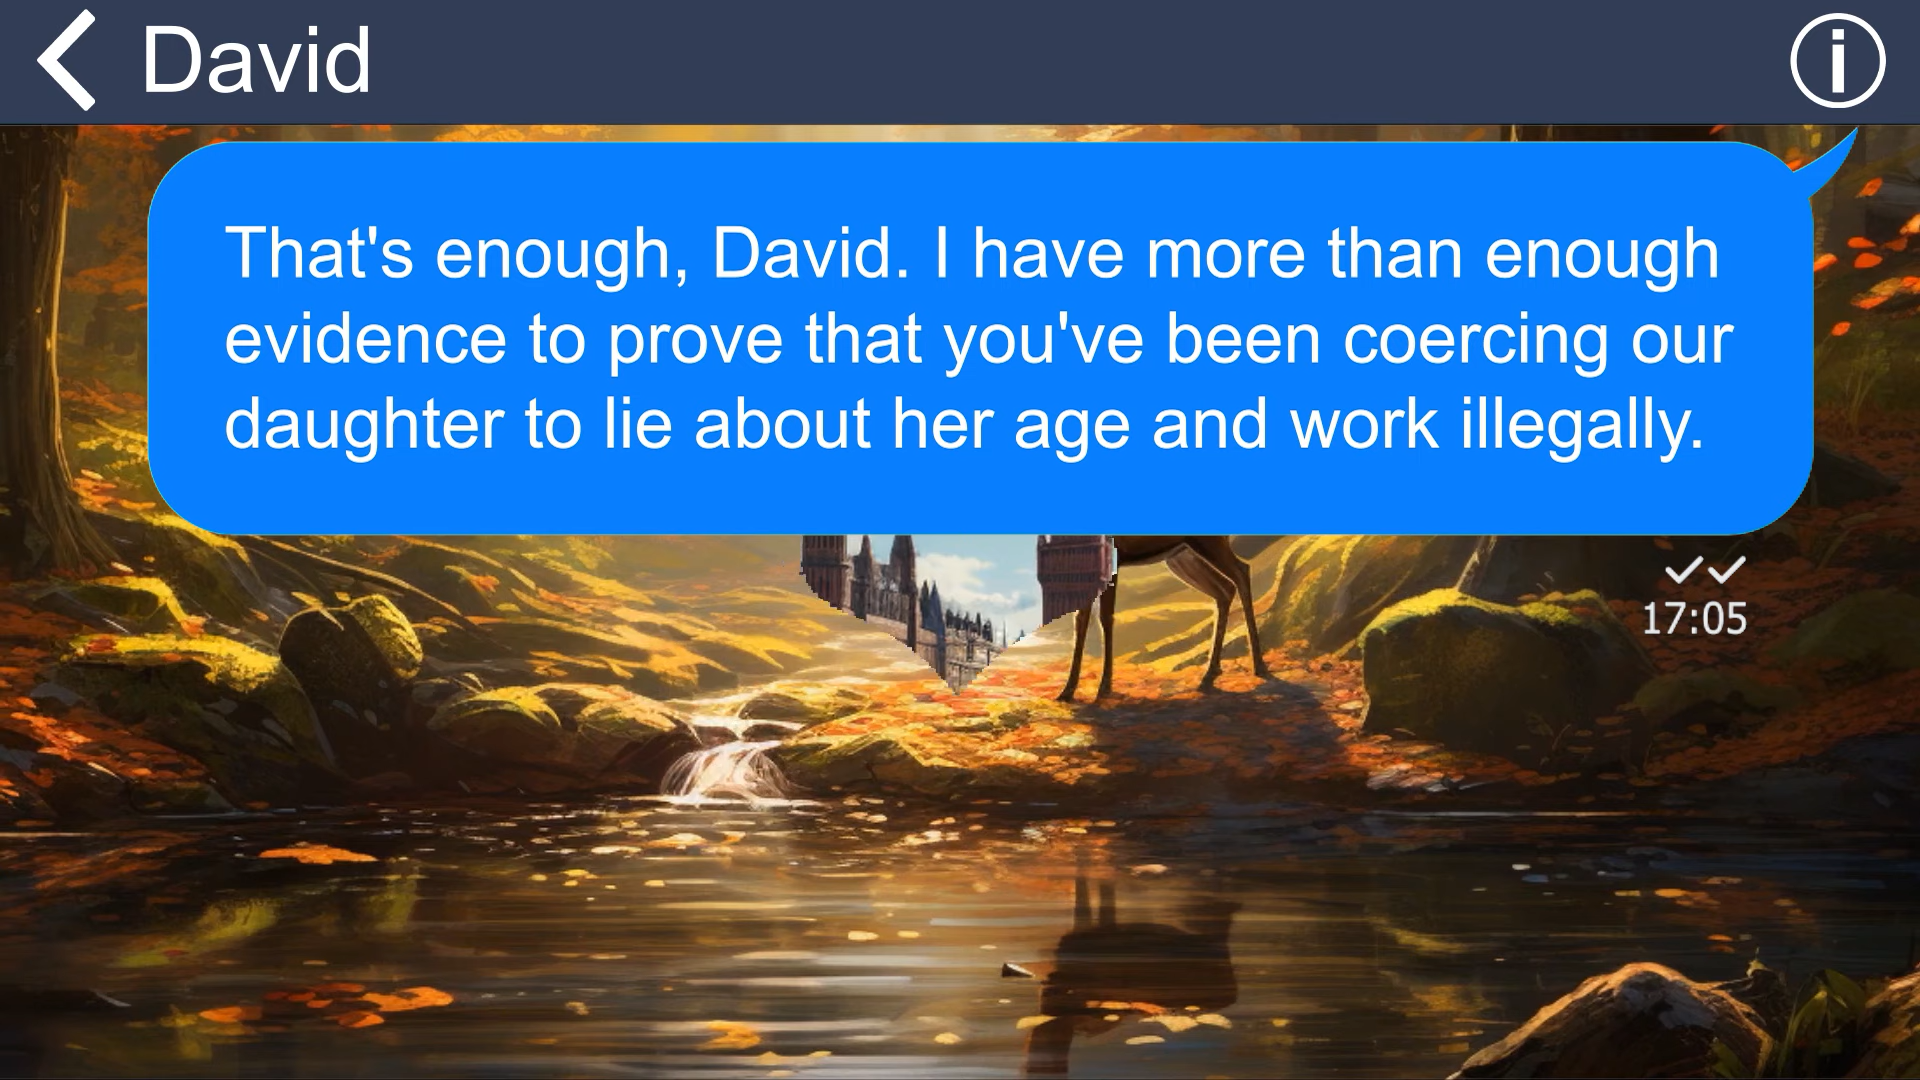 David
That's enough, David. I have more than enough
evidence to prove that you've been coercing our
daughter to lie about her age and work illegally.
17:05